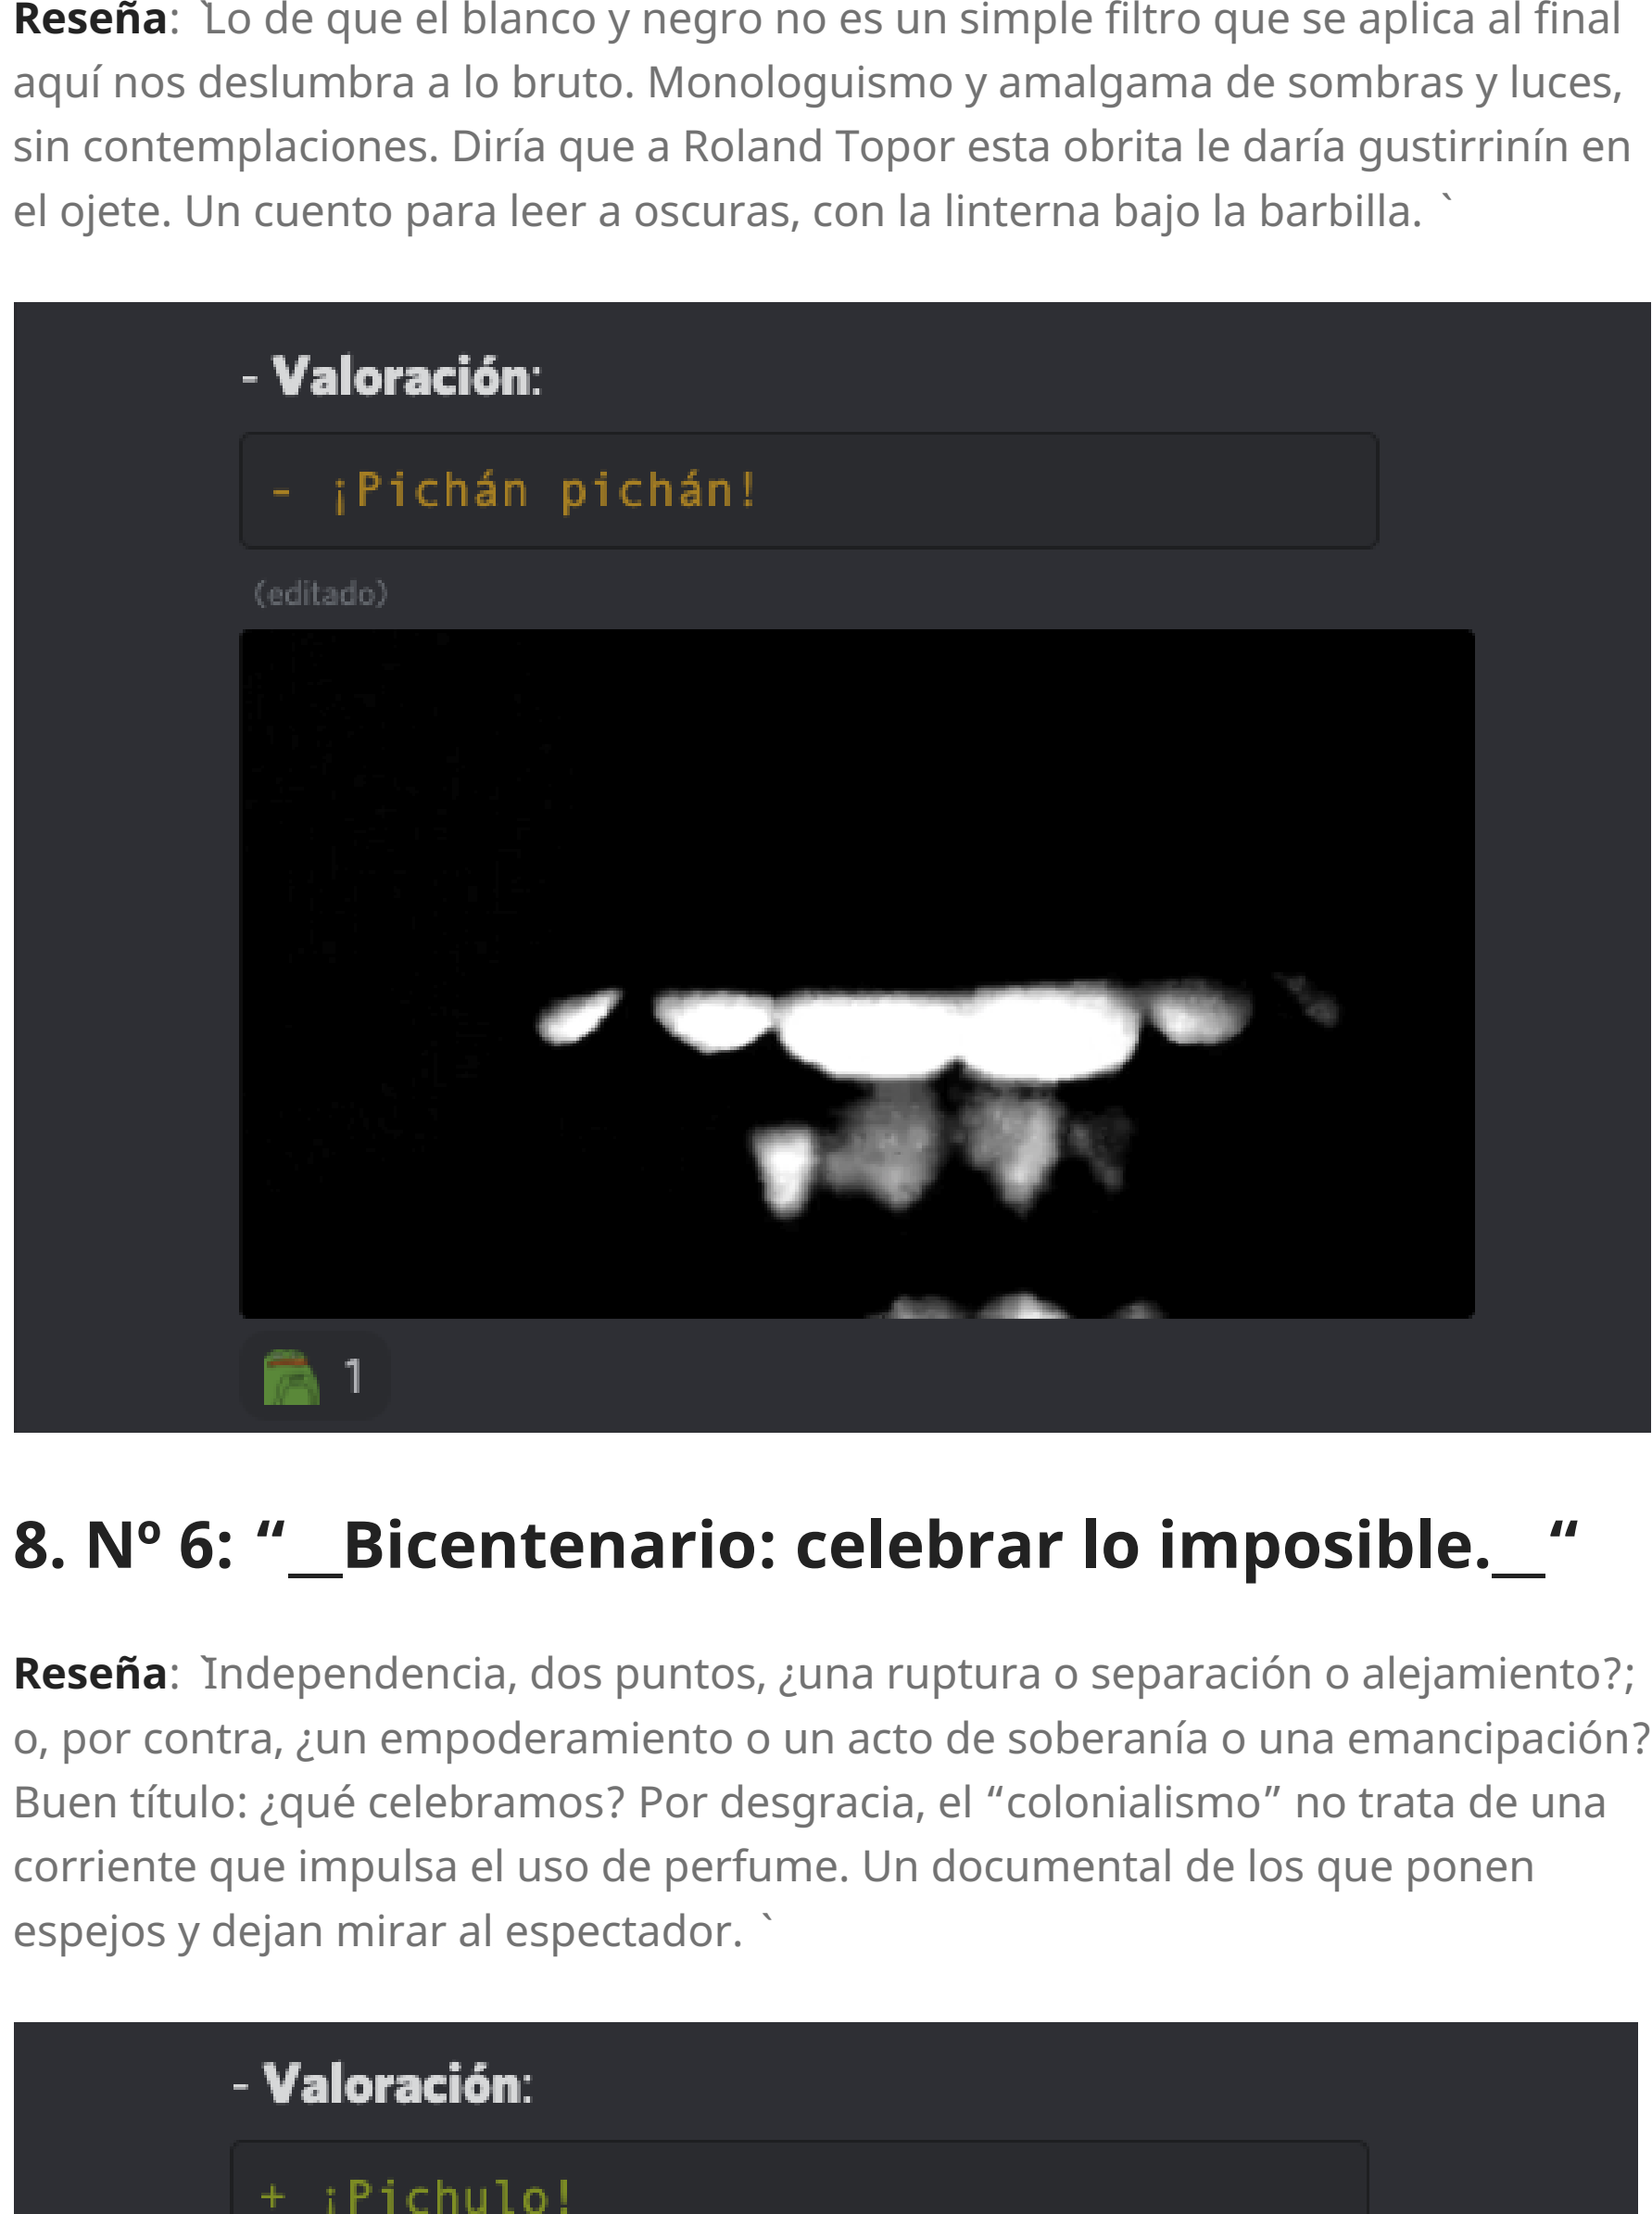 Reseña: `Lo de que el blanco y negro no es un simple filtro que se aplica al final
aquí nos deslumbra a lo bruto. Monologuismo y amalgama de sombras y luces,
sin contemplaciones. Diría que a Roland Topor esta obrita le daría gustirrinín en
el ojete. Un cuento para leer a oscuras, con la linterna bajo la barbilla. `
- Valoración:
- ¡Pichán pichán!
(editado)
1
8. Nº 6: “__Bicentenario: celebrar lo imposible.__“
Reseña: `Independencia, dos puntos, ¿una ruptura o separación o alejamiento?;
o, por contra, ¿un empoderamiento o un acto de soberanía o una emancipación?
Buen título: ¿qué celebramos? Por desgracia, el “colonialismo” no trata de una
corriente que impulsa el uso de perfume. Un documental de los que ponen
espejos y dejan mirar al espectador. `
- Valoración:
+ ¡Pichulo!